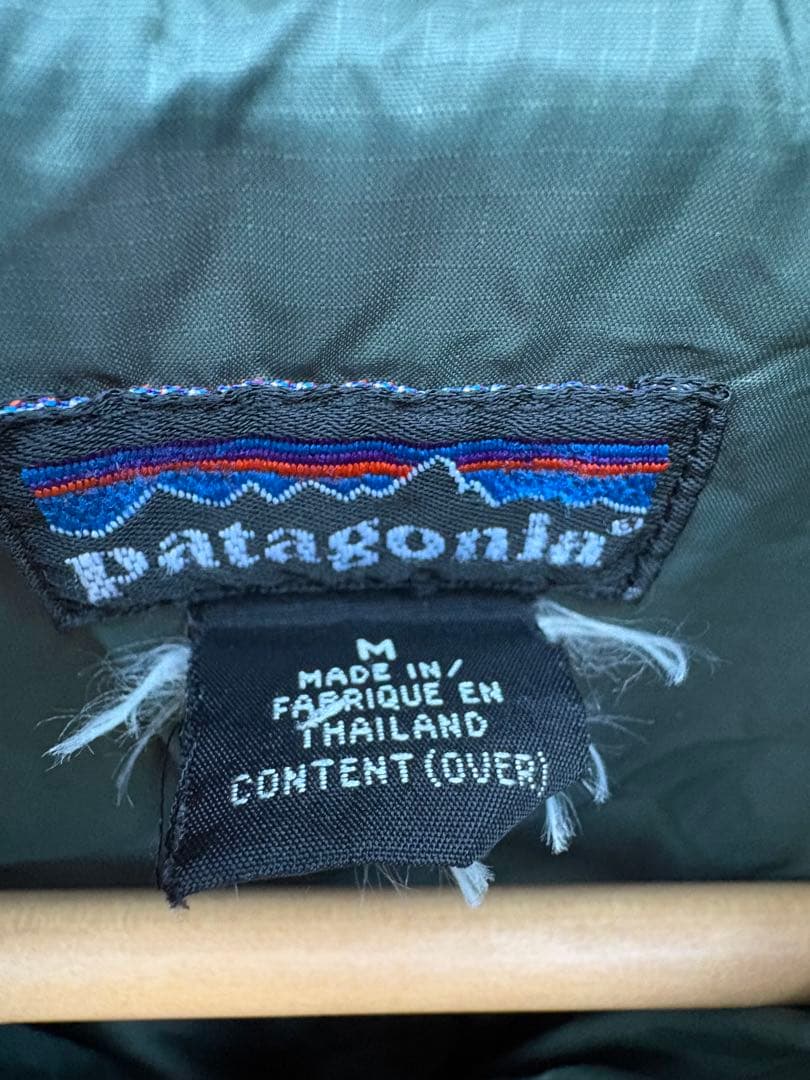 patagonia®
M
MADE IN/
FABRIQUE EN
THAILAND
CONTENT (OVER)